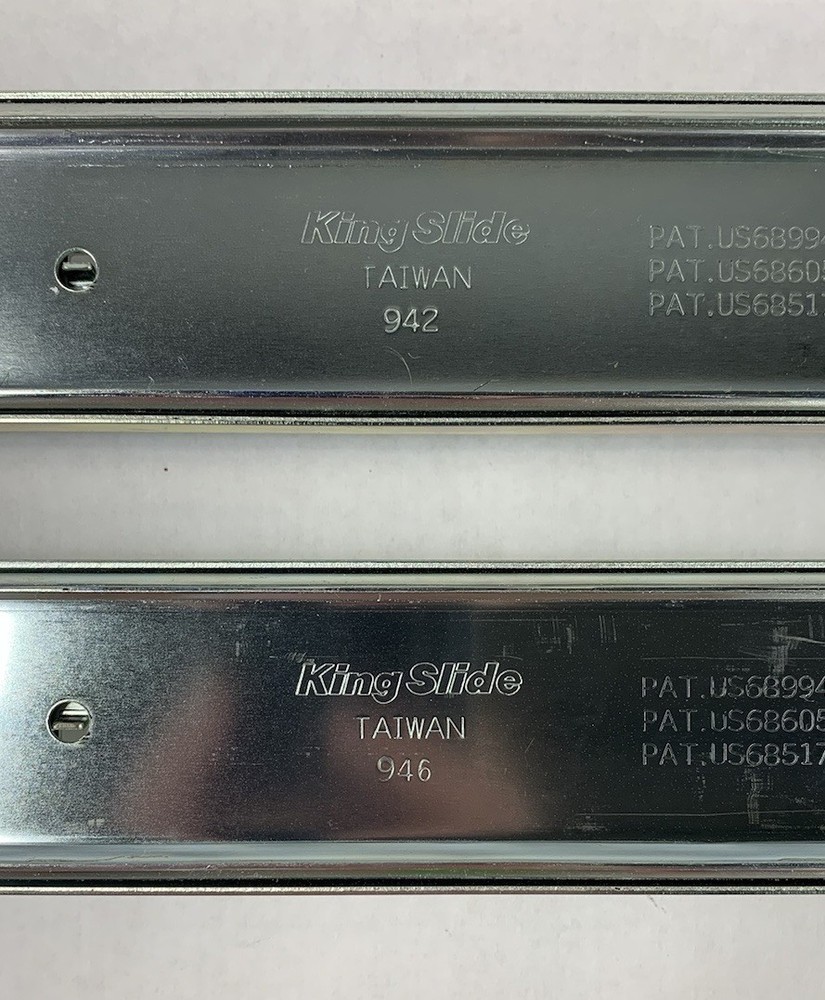 King Slide
TAIWAN
942
PAT.US6899
PAT.US6860
PAT.US6851
King Slide
TAIWAN
946
PAT.US6899
PAT.US6860
PAT.US6851